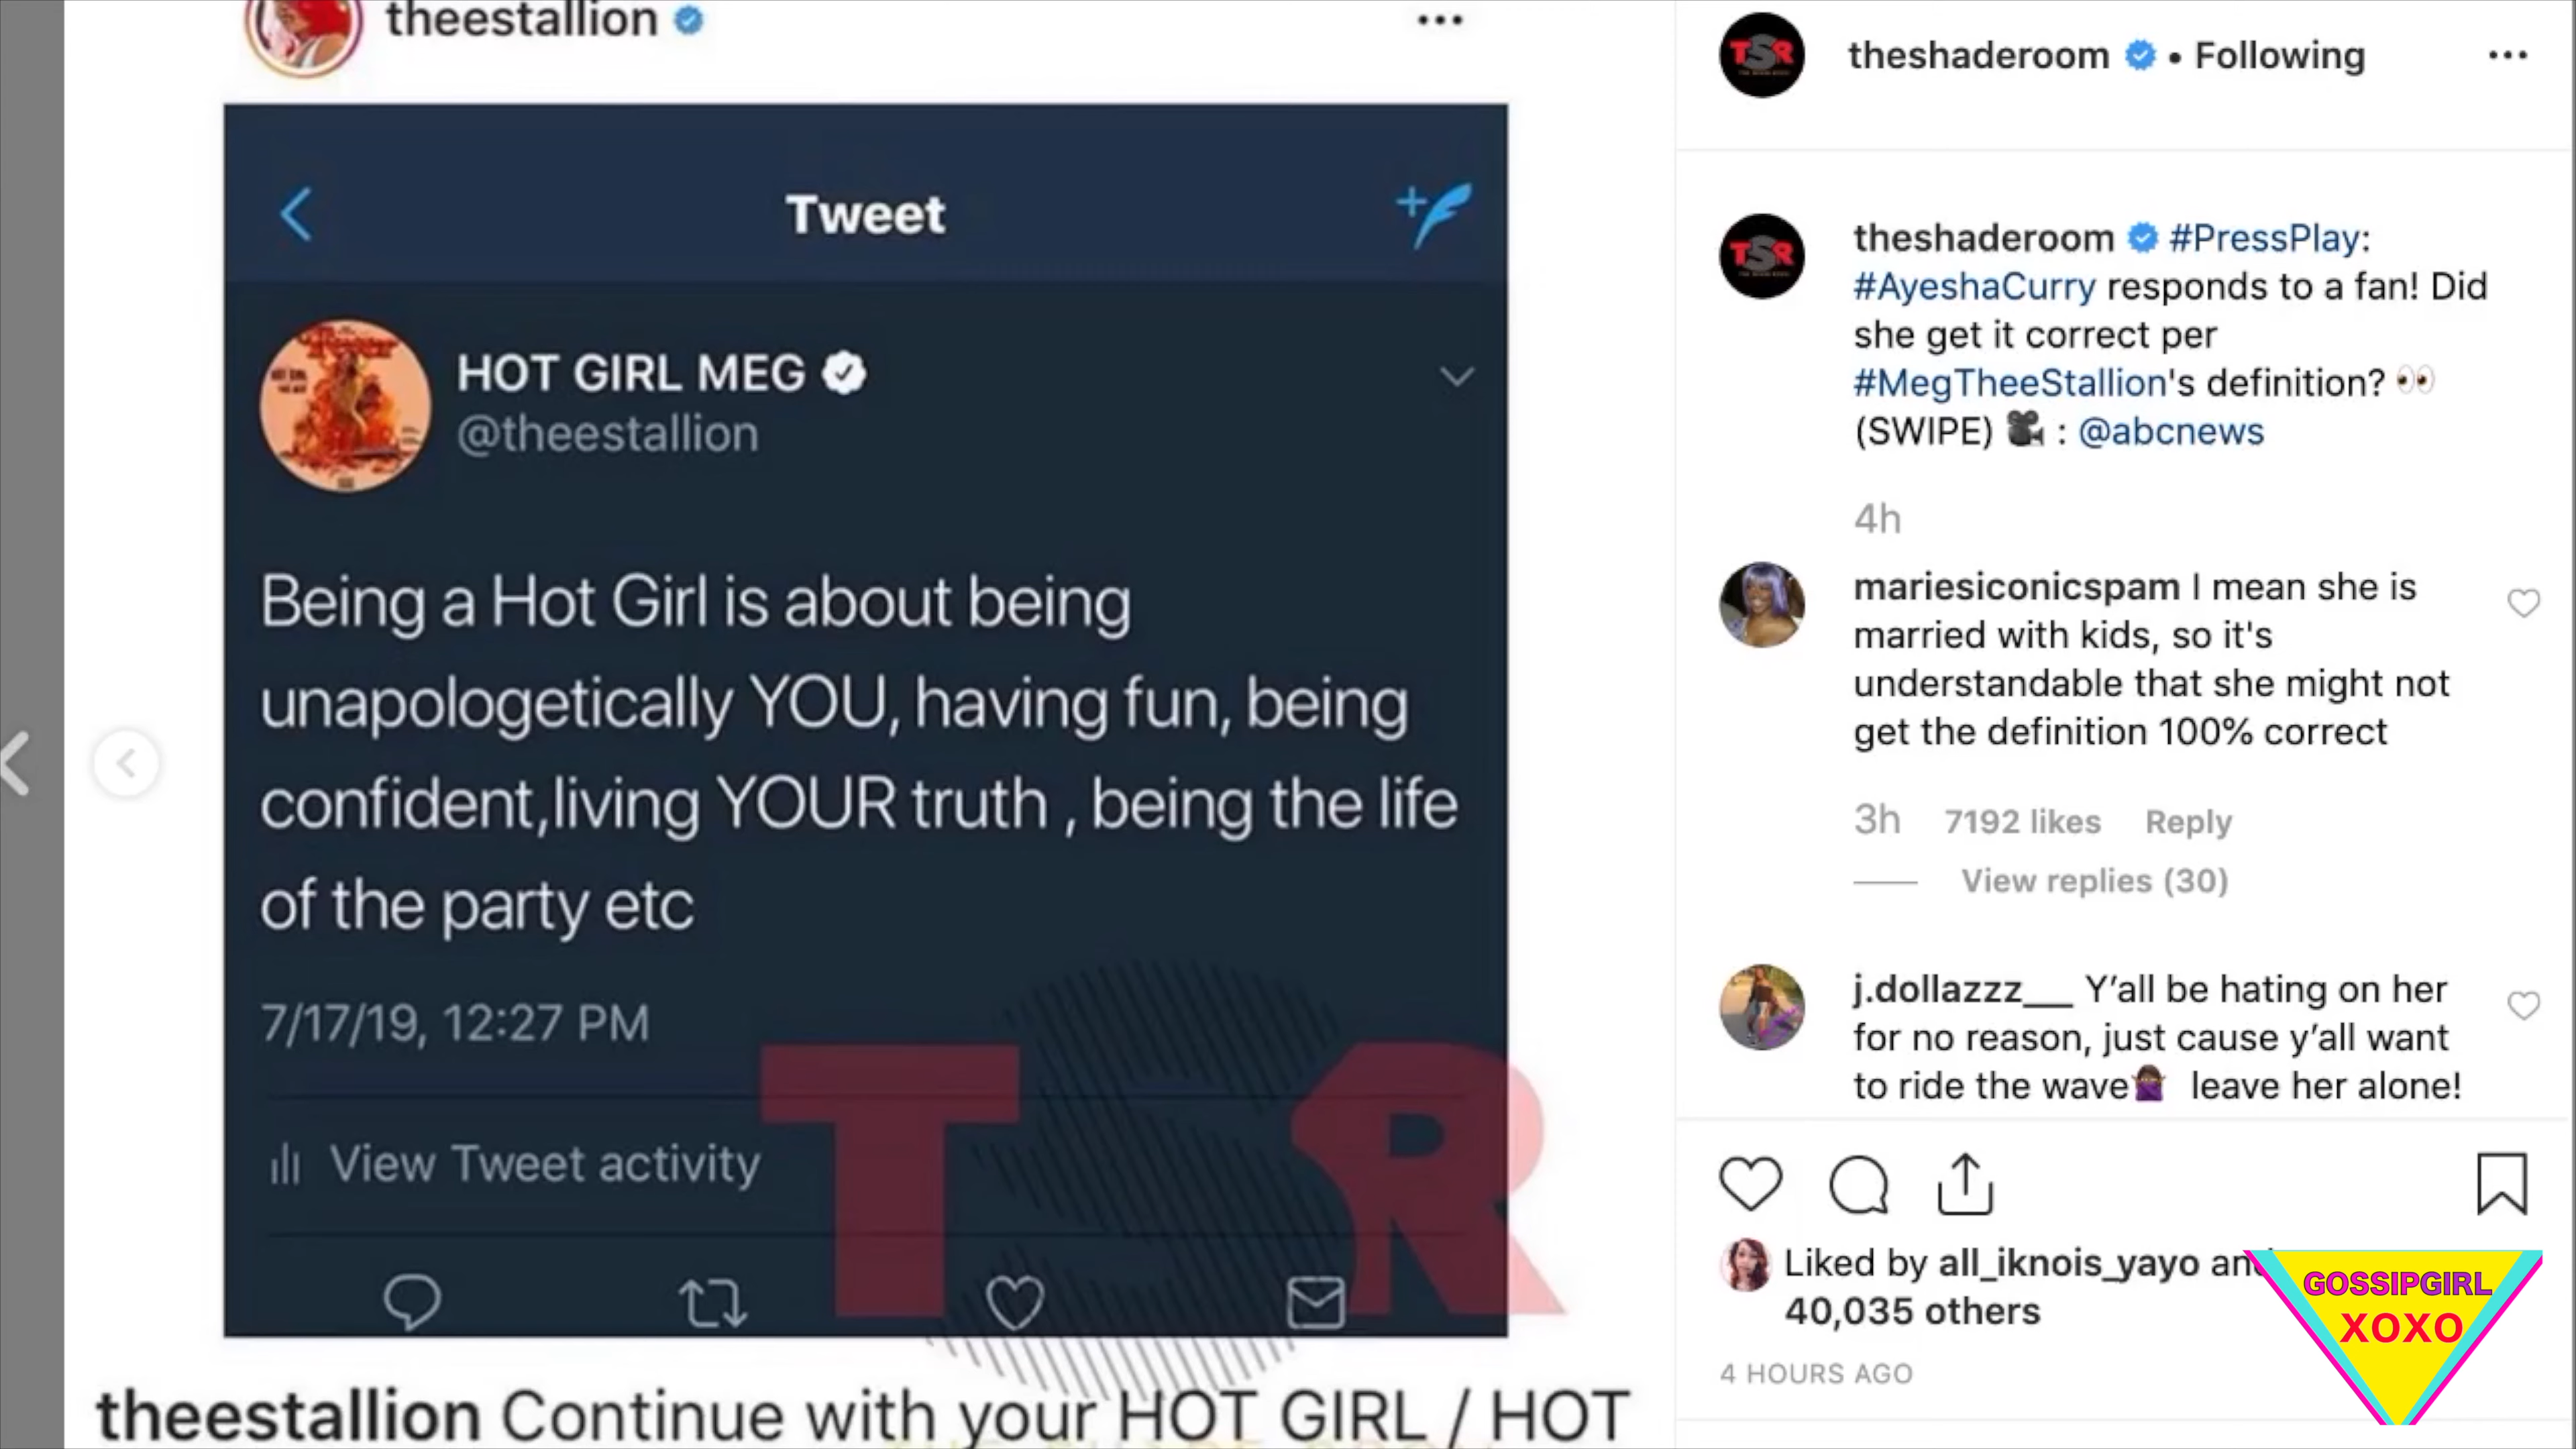 theestallion
Tweet
HOT GIRL MEG
@theestallion
Being a Hot Girl is about being
unapologetically YOU, having fun, being
confident,living YOUR truth , being the life
of the party etc
7/17/19, 12:27 PM
View Tweet activity
TSR
theestallion Continue with your HOT GIRL / HOT
TSR
theshaderoom • Following
TSR
theshaderoom #PressPlay:
#AyeshaCurry responds to a fan! Did
she get it correct per
#MegTheeStallion's definition? 👀
(SWIPE) 🎥 : @abcnews
4h
mariesiconicspam I mean she is
married with kids, so it's
understandable that she might not
get the definition 100% correct
3h 7192 likes Reply
View replies (30)
j.dollazzz__ Y’all be hating on her
for no reason, just cause y’all want
to ride the wave leave her alone!
Liked by all_iknois_yayo and
40,035 others
4 HOURS AGO
GOSSIPGIRL
XOXO